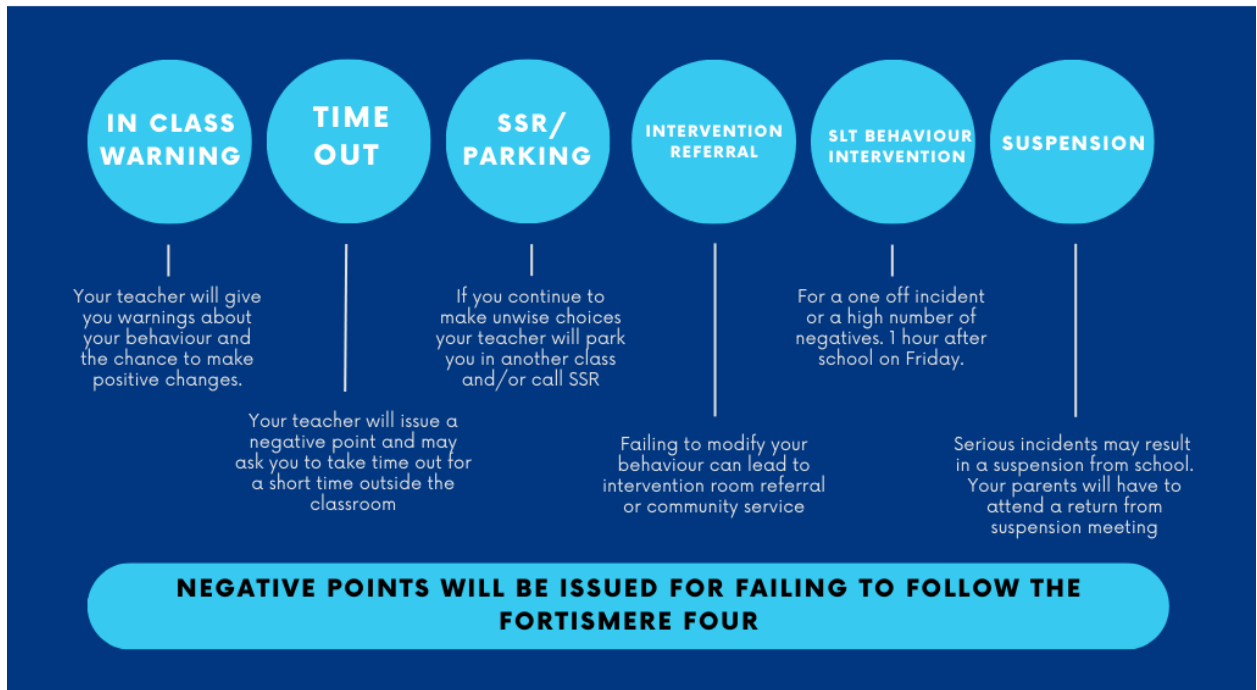 IN CLASS
WARNING
TIME
OUT
SSR/
PARKING
INTERVENTION
REFERRAL
SLT BEHAVIOUR
INTERVENTION
SUSPENSION
Your teacher will give
you warnings about
your behaviour and
the chance to make
positive changes.
Your teacher will issue a
negative point and may
ask you to take time out for
a short time outside the
classroom
If you continue to
make unwise choices
your teacher will park
you in another class
and/or call SSR
Failing to modify your
behaviour can lead to
intervention room referral
or community service
For a one off incident
or a high number of
negatives. 1 hour after
school on Friday.
Serious incidents may result
in a suspension from school.
Your parents will have to
attend a return from
suspension meeting
NEGATIVE POINTS WILL BE ISSUED FOR FAILING TO FOLLOW THE
FORTISMERE FOUR